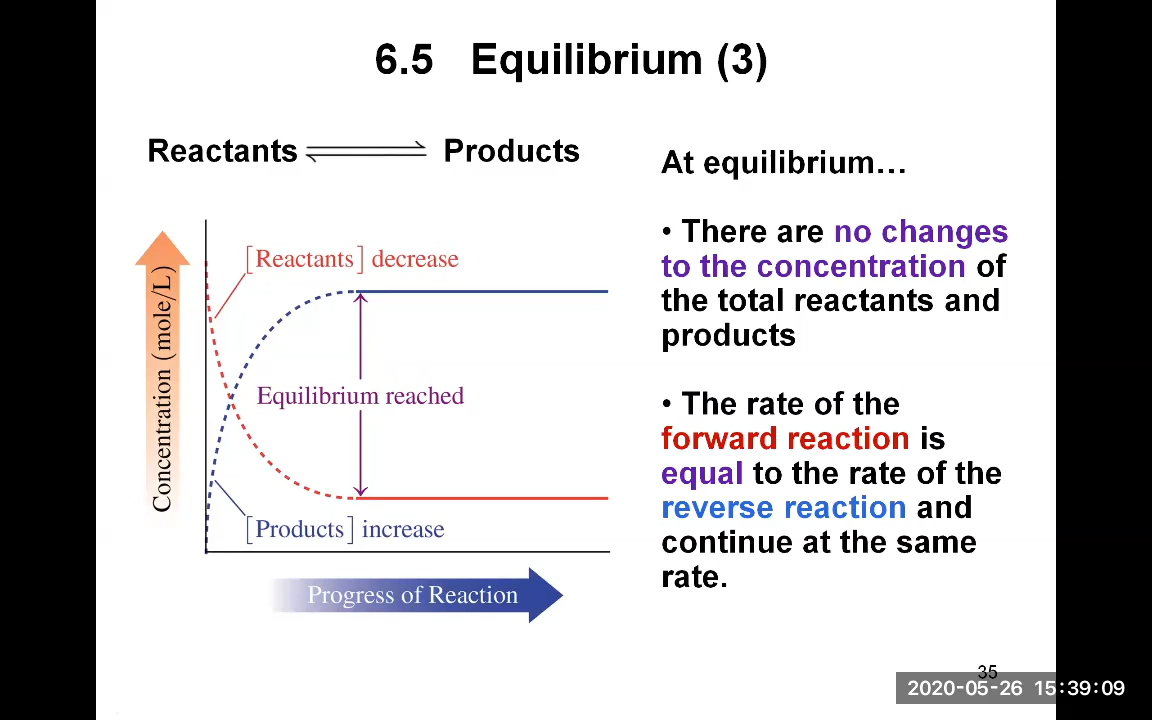 6.5 Equilibrium (3)
Reactants Products
At equilibrium…
• There are no changes
to the concentration of
the total reactants and
products
• The rate of the
forward reaction is
equal to the rate of the
reverse reaction and
continue at the same
rate.
Concentration (mole/L)
[Reactants] decrease
Equilibrium reached
[Products] increase
Progress of Reaction
35
2020-05-26 15:39:09